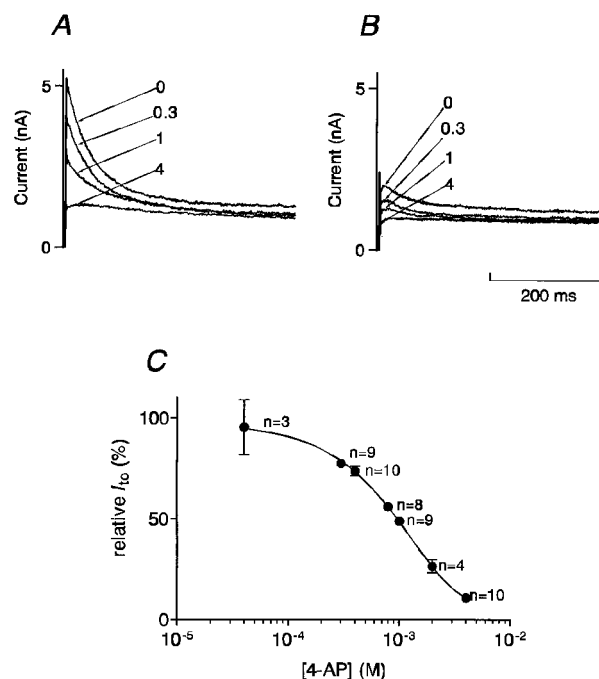 A
5
Current (nA)
0
0
0.3
1
4
B
5
Current (nA)
0
0
0.3
1
4
200 ms
C
relative Ito (%)
100
50
0
n=3
n=9
n=10
n=8
n=9
n=4
n=10
10-5
10-4
10-3
10-2
[4-AP] (M)